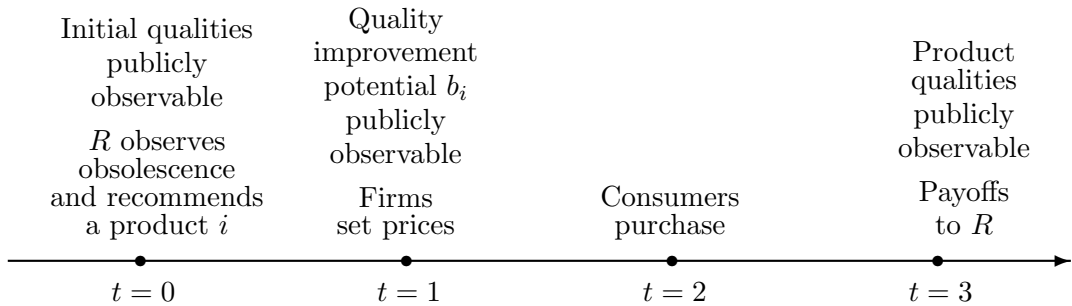 Initial qualities
publicly
observable
R observes
obsolescence
and recommends
a product i
t = 0
Quality
improvement
potential b_i
publicly
observable
Firms
set prices
t = 1
Consumers
purchase
t = 2
Product
qualities
publicly
observable
Payoffs
to R
t = 3